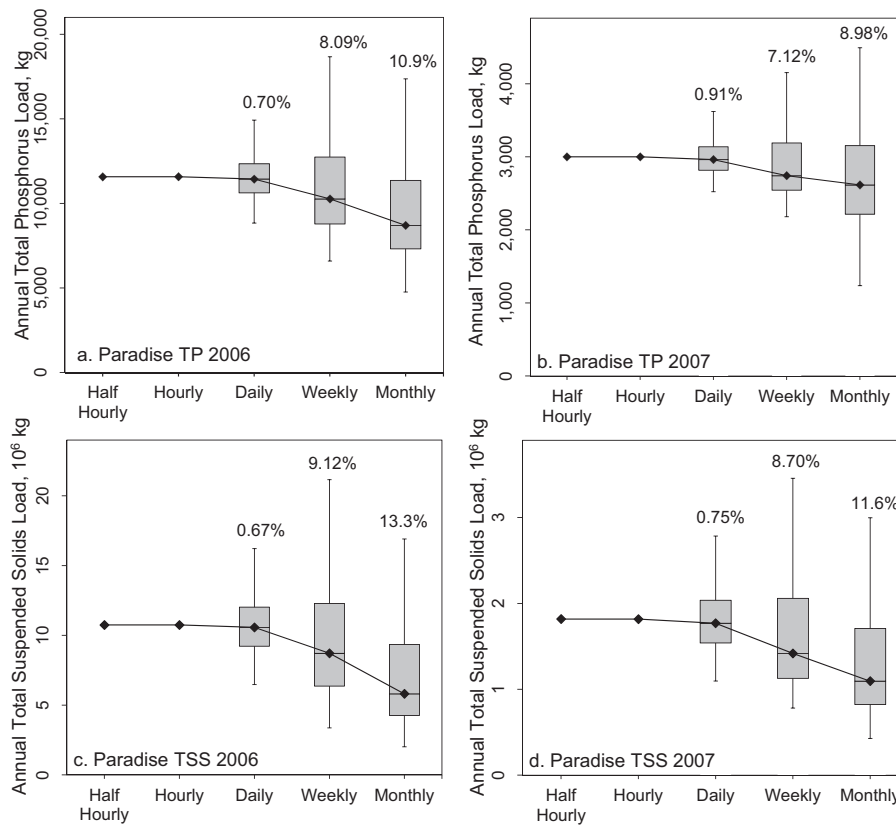 Annual Total Phosphorus Load, kg
20,000
15,000
10,000
5,000
0
0.70%
8.09%
10.9%
a. Paradise TP 2006
Half
Hourly
Hourly
Daily
Weekly
Monthly
Annual Total Phosphorus Load, kg
4,000
3,000
2,000
1,000
0
0.91%
7.12%
8.98%
b. Paradise TP 2007
Half
Hourly
Hourly
Daily
Weekly
Monthly
Annual Total Suspended Solids Load, 10⁶ kg
20
15
10
5
0
0.67%
9.12%
13.3%
c. Paradise TSS 2006
Half
Hourly
Hourly
Daily
Weekly
Monthly
Annual Total Suspended Solids Load, 10⁶ kg
3
2
1
0
0.75%
8.70%
11.6%
d. Paradise TSS 2007
Half
Hourly
Hourly
Daily
Weekly
Monthly